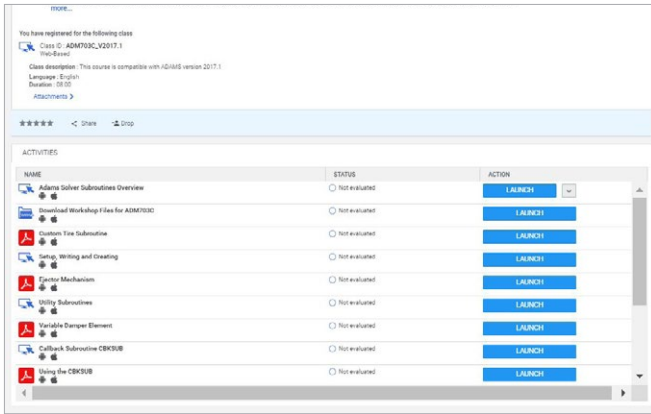 more...
You have registered for the following class
Class ID : ADM703C_V2017.1
Web-Based
Class description : This course is compatible with ADAMS version 2017.1
Language : English
Duration : 08:00
Attachments >
Share Drop
ACTIVITIES
NAME STATUS ACTION
Adams Solver Subroutines Overview Not evaluated LAUNCH
Download Workshop Files for ADM703C Not evaluated LAUNCH
Custom Tire Subroutine Not evaluated LAUNCH
Setup, Writing and Creating Not evaluated LAUNCH
Ejector Mechanism Not evaluated LAUNCH
Utility Subroutines Not evaluated LAUNCH
Variable Damper Element Not evaluated LAUNCH
Callback Subroutine CBKSUB Not evaluated LAUNCH
Using the CBKSUB Not evaluated LAUNCH